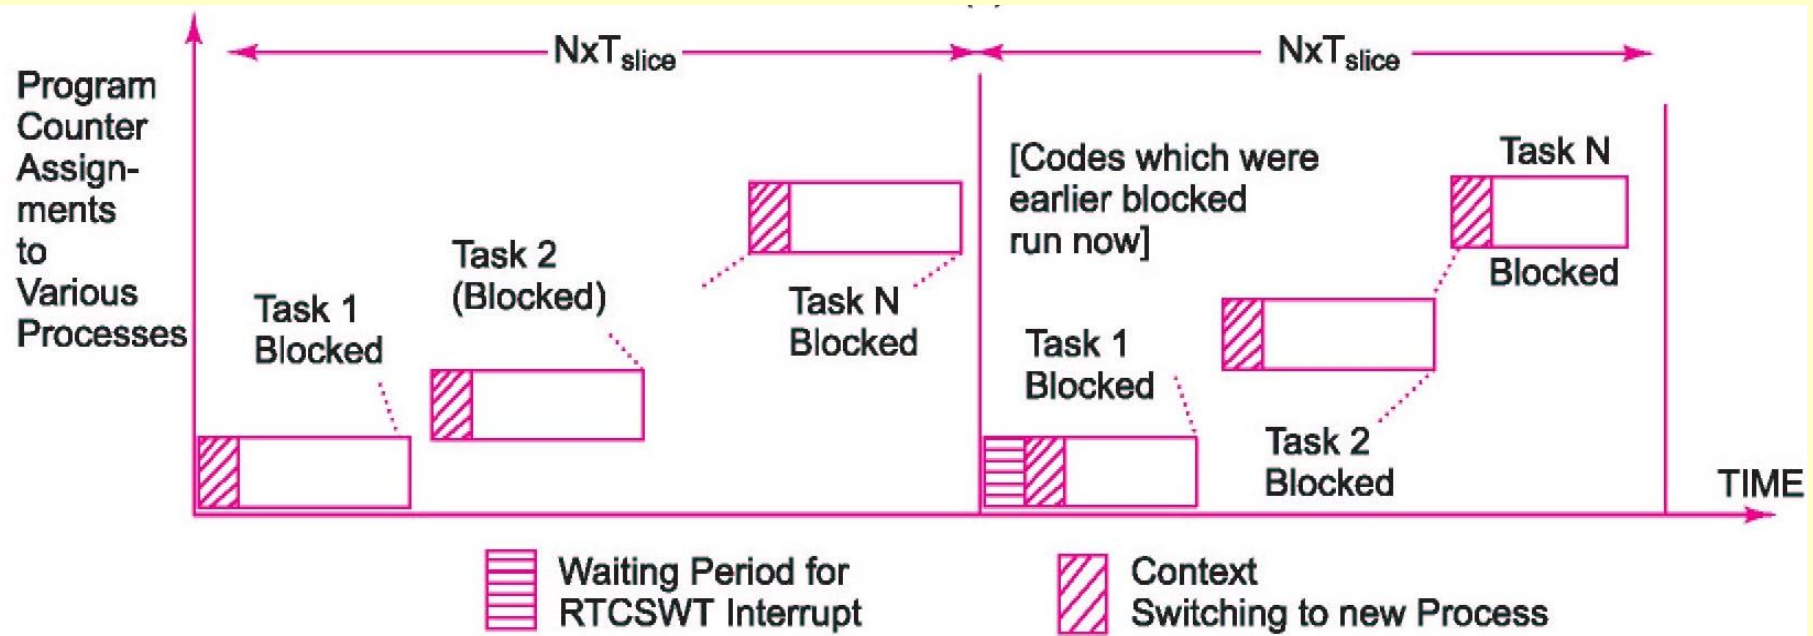 NxTslice
NxTslice
Program
Counter
Assign-
ments
to
Various
Processes
Task 1
Blocked
Task 2
(Blocked)
Task N
Blocked
[Codes which were
earlier blocked
run now]
Task 1
Blocked
Task 2
Blocked
Task N
Blocked
TIME
Waiting Period for
RTCSWT Interrupt
Context
Switching to new Process